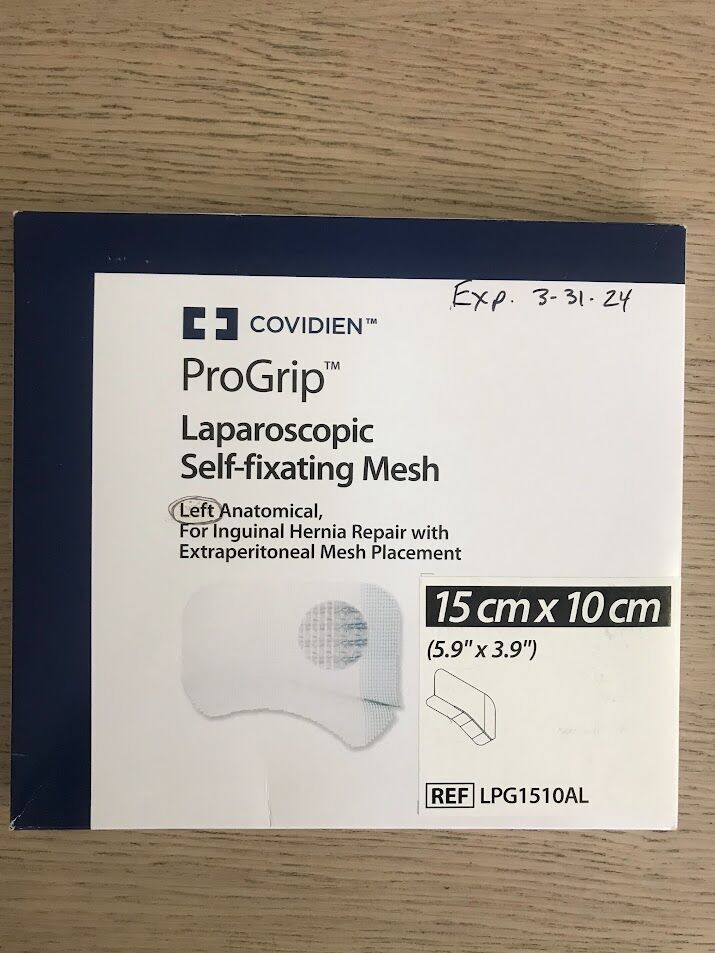 Exp. 3-31-24
COVIDIEN™
ProGrip™
Laparoscopic
Self-fixating Mesh
Left Anatomical,
For Inguinal Hernia Repair with
Extraperitoneal Mesh Placement
15 cm x 10 cm
(5.9" x 3.9")
REF LPG1510AL